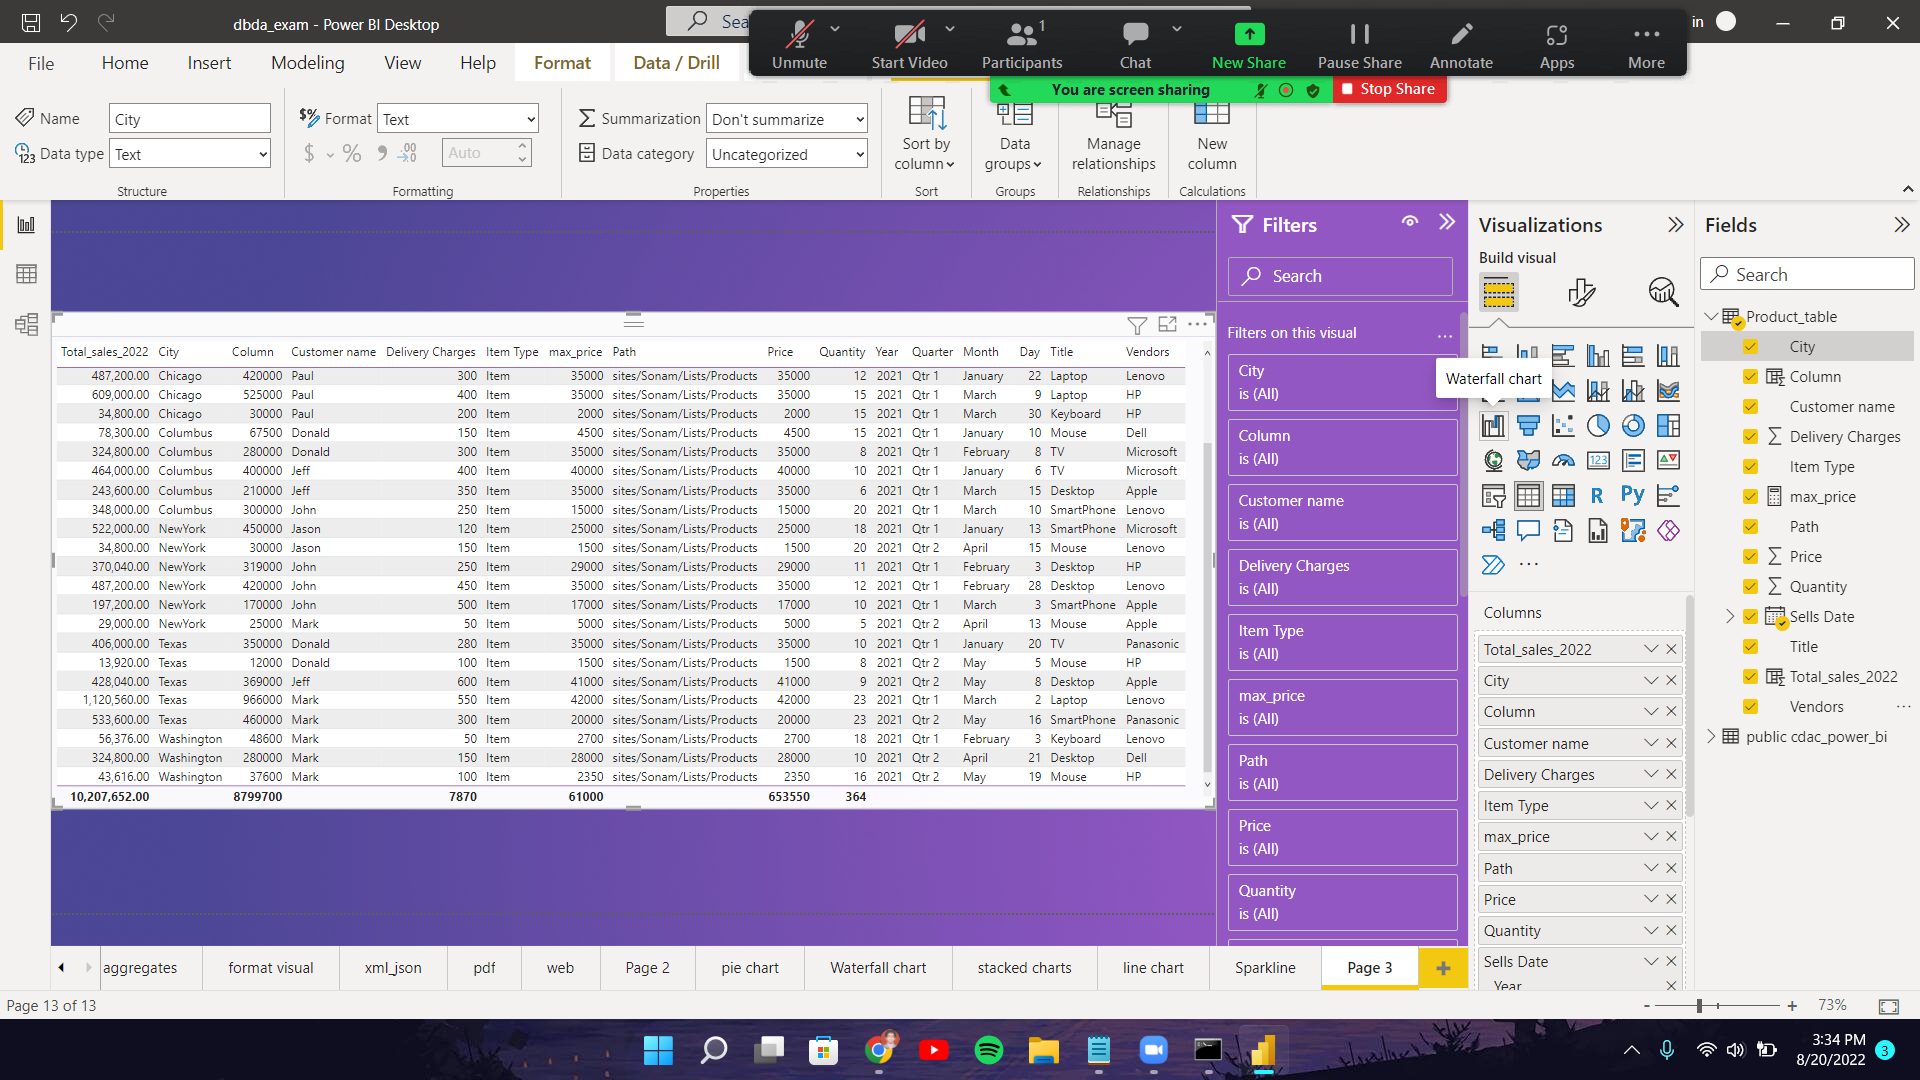 dbda_exam - Power BI Desktop
Sea
Unmute
Start Video
Participants
1
Chat
New Share
Pause Share
Annotate
Apps
More
in
You are screen sharing
Stop Share
File
Home
Insert
Modeling
View
Help
Format
Data / Drill
Name
City
Data type
Text
Structure
Format
Text
$
%
Auto
Formatting
Summarization
Don't summarize
Data category
Uncategorized
Properties
Sort by
column
Sort
Data
groups
Groups
Manage
relationships
Relationships
New
column
Calculations
Total_sales_2022 City Column Customer name Delivery Charges Item Type max_price Path Price Quantity Year Quarter Month Day Title Vendors
487,200.00 Chicago 420000 Paul 300 Item 35000 sites/Sonam/Lists/Products 35000 12 2021 Qtr 1 January 22 Laptop Lenovo
609,000.00 Chicago 525000 Paul 400 Item 35000 sites/Sonam/Lists/Products 35000 15 2021 Qtr 1 March 9 Laptop HP
34,800.00 Chicago 30000 Paul 200 Item 2000 sites/Sonam/Lists/Products 2000 15 2021 Qtr 1 March 30 Keyboard HP
78,300.00 Columbus 67500 Donald 150 Item 4500 sites/Sonam/Lists/Products 4500 15 2021 Qtr 1 January 10 Mouse Dell
324,800.00 Columbus 280000 Donald 300 Item 35000 sites/Sonam/Lists/Products 35000 8 2021 Qtr 1 February 8 TV Microsoft
464,000.00 Columbus 400000 Jeff 400 Item 40000 sites/Sonam/Lists/Products 40000 10 2021 Qtr 1 January 6 TV Microsoft
243,600.00 Columbus 210000 Jeff 350 Item 35000 sites/Sonam/Lists/Products 35000 6 2021 Qtr 1 March 15 Desktop Apple
348,000.00 Columbus 300000 John 250 Item 15000 sites/Sonam/Lists/Products 15000 20 2021 Qtr 1 March 10 SmartPhone Lenovo
522,000.00 NewYork 450000 Jason 120 Item 25000 sites/Sonam/Lists/Products 25000 18 2021 Qtr 1 January 13 SmartPhone Microsoft
34,800.00 NewYork 30000 Jason 150 Item 1500 sites/Sonam/Lists/Products 1500 20 2021 Qtr 2 April 15 Mouse Lenovo
370,040.00 NewYork 319000 John 250 Item 29000 sites/Sonam/Lists/Products 29000 11 2021 Qtr 1 February 3 Desktop HP
487,200.00 NewYork 420000 John 450 Item 35000 sites/Sonam/Lists/Products 35000 12 2021 Qtr 1 February 28 Desktop Lenovo
197,200.00 NewYork 170000 John 500 Item 17000 sites/Sonam/Lists/Products 17000 10 2021 Qtr 1 March 3 SmartPhone Apple
29,000.00 NewYork 25000 Mark 50 Item 5000 sites/Sonam/Lists/Products 5000 5 2021 Qtr 2 April 13 Mouse Apple
406,000.00 Texas 350000 Donald 280 Item 35000 sites/Sonam/Lists/Products 35000 10 2021 Qtr 1 January 20 TV Panasonic
13,920.00 Texas 12000 Donald 100 Item 1500 sites/Sonam/Lists/Products 1500 8 2021 Qtr 2 May 5 Mouse HP
428,040.00 Texas 369000 Jeff 600 Item 41000 sites/Sonam/Lists/Products 41000 9 2021 Qtr 2 May 8 Desktop Apple
1,120,560.00 Texas 966000 Mark 550 Item 42000 sites/Sonam/Lists/Products 42000 23 2021 Qtr 1 March 2 Laptop Lenovo
533,600.00 Texas 460000 Mark 300 Item 20000 sites/Sonam/Lists/Products 20000 23 2021 Qtr 2 May 16 SmartPhone Panasonic
56,376.00 Washington 48600 Mark 50 Item 2700 sites/Sonam/Lists/Products 2700 18 2021 Qtr 1 February 3 Keyboard Lenovo
324,800.00 Washington 280000 Mark 150 Item 28000 sites/Sonam/Lists/Products 28000 10 2021 Qtr 2 April 21 Desktop Dell
43,616.00 Washington 37600 Mark 100 Item 2350 sites/Sonam/Lists/Products 2350 16 2021 Qtr 2 May 19 Mouse HP
10,207,652.00 8799700 7870 61000 653550 364
Filters
Search
Filters on this visual
City
is (All)
Column
is (All)
Customer name
is (All)
Delivery Charges
is (All)
Item Type
is (All)
max_price
is (All)
Path
is (All)
Price
is (All)
Quantity
is (All)
Visualizations
Build visual
Waterfall chart
123
R
Py
Columns
Total_sales_2022
City
Column
Customer name
Delivery Charges
Item Type
max_price
Path
Price
Quantity
Sells Date
Year
Fields
Search
Product_table
City
Column
Customer name
Delivery Charges
Item Type
max_price
Path
Price
Quantity
Sells Date
Title
Total_sales_2022
Vendors
public cdac_power_bi
aggregates
format visual
xml_json
pdf
web
Page 2
pie chart
Waterfall chart
stacked charts
line chart
Sparkline
Page 3
Page 13 of 13
73%
3:34 PM
8/20/2022
3